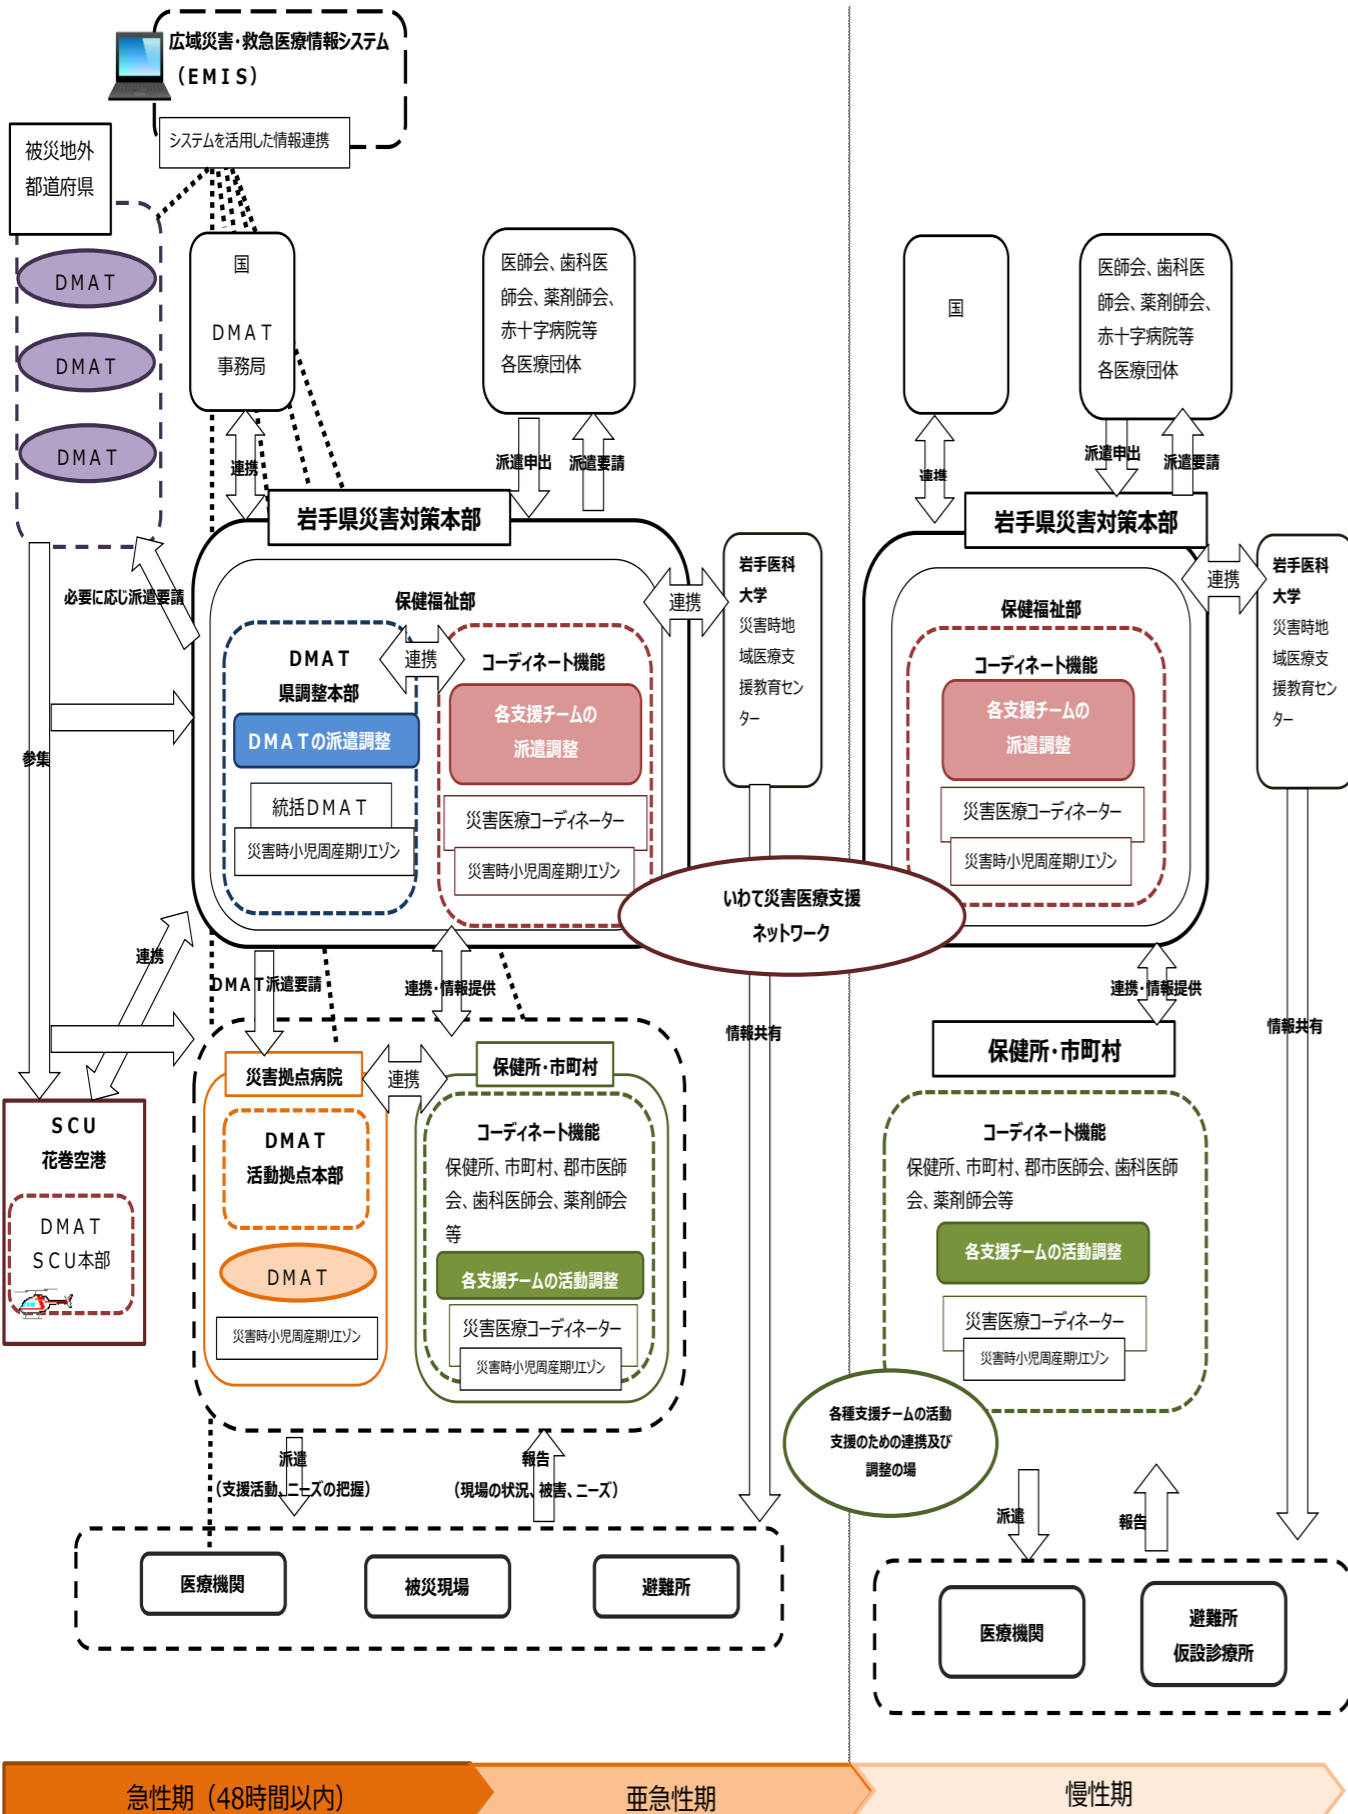 広域災害・救急医療情報システム
（ＥＭＩＳ）
システムを活用した情報連携
被災地外
都道府県
ＤＭＡＴ
ＤＭＡＴ
ＤＭＡＴ
国
ＤＭＡＴ
事務局
医師会、歯科医
師会、薬剤師会、
赤十字病院等
各医療団体
連携
派遣申出
派遣要請
岩手県災害対策本部
必要に応じ派遣要請
参集
保健福祉部
ＤＭＡＴ
県調整本部
連携
コーディネート機能
ＤＭＡＴの派遣調整
各支援チームの
派遣調整
統括ＤＭＡＴ
災害時小児周産期リエゾン
災害医療コーディネーター
災害時小児周産期リエゾン
連携
岩手医科
大学
災害時地
域医療支
援教育セン
ター
いわて災害医療支援
ネットワーク
連携
ＤＭＡＴ派遣要請
連携・情報提供
情報共有
災害拠点病院
連携
保健所・市町村
ＤＭＡＴ
活動拠点本部
ＤＭＡＴ
災害時小児周産期リエゾン
コーディネート機能
保健所、市町村、郡市医師
会、歯科医師会、薬剤師会
等
各支援チームの活動調整
災害医療コーディネーター
災害時小児周産期リエゾン
ＳＣＵ
花巻空港
ＤＭＡＴ
ＳＣＵ本部
派遣
（支援活動、ニーズの把握）
報告
（現場の状況、被害、ニーズ）
医療機関
被災現場
避難所
国
医師会、歯科医
師会、薬剤師会、
赤十字病院等
各医療団体
連携
派遣申出
派遣要請
岩手県災害対策本部
連携
岩手医科
大学
災害時地
域医療支
援教育セン
ター
保健福祉部
コーディネート機能
各支援チームの
派遣調整
災害医療コーディネーター
災害時小児周産期リエゾン
連携・情報提供
情報共有
保健所・市町村
コーディネート機能
保健所、市町村、郡市医師会、歯科医師
会、薬剤師会等
各支援チームの活動調整
災害医療コーディネーター
災害時小児周産期リエゾン
各種支援チームの活動
支援のための連携及び
調整の場
派遣
報告
医療機関
避難所
仮設診療所
急性期（48時間以内）
亜急性期
慢性期